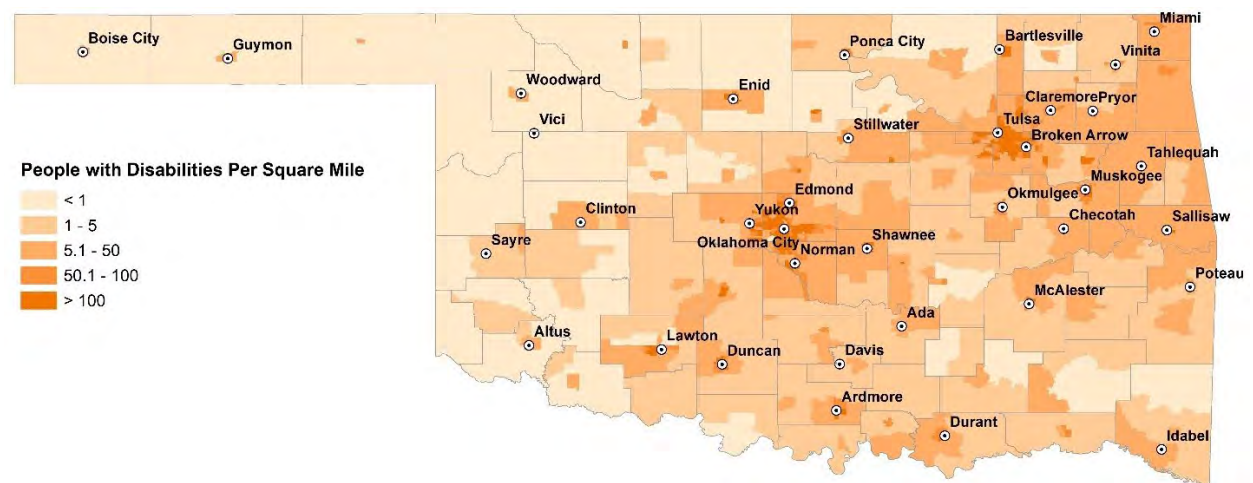 Boise City
Guymon
Woodward
Vici
Enid
Ponca City
Bartlesville
Miami
Vinita
Claremore
Pryor
Tulsa
Broken Arrow
Stillwater
Tahlequah
Muskogee
People with Disabilities Per Square Mile
< 1
1 - 5
5.1 - 50
50.1 - 100
> 100
Clinton
Sayre
Edmond
Yukon
Oklahoma City
Norman
Shawnee
Okmulgee
Checotah
Sallisaw
Poteau
McAlester
Ada
Altus
Lawton
Duncan
Davis
Ardmore
Durant
Idabel